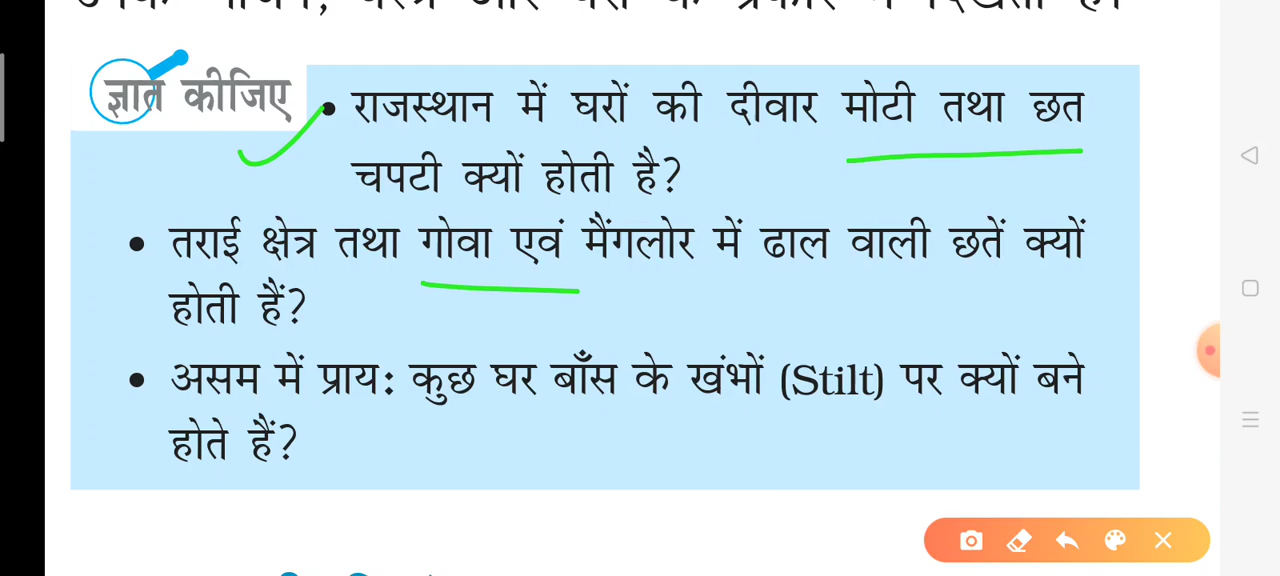 ज्ञात कीजिए
• राजस्थान में घरों की दीवार मोटी तथा छत
चपटी क्यों होती है?
• तराई क्षेत्र तथा गोवा एवं मैंगलोर में ढाल वाली छतें क्यों
होती हैं?
• असम में प्राय: कुछ घर बाँस के खंभों (Stilt) पर क्यों बने
होते हैं?